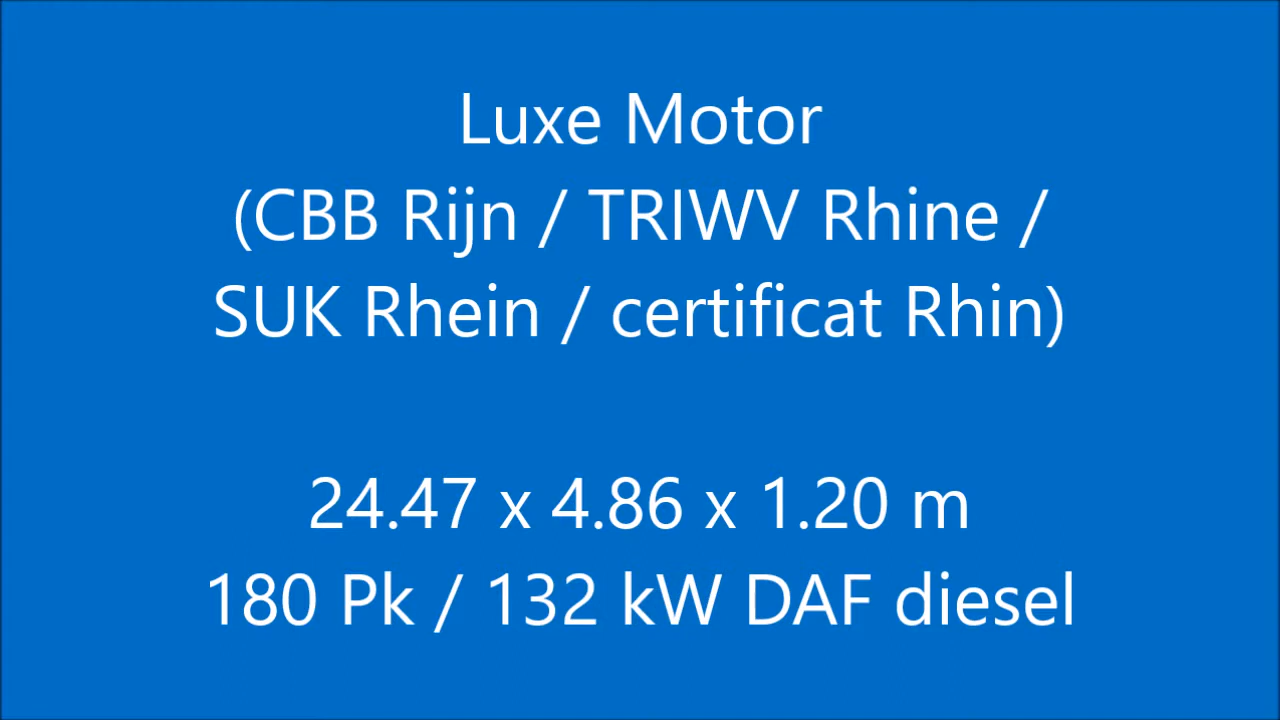 Luxe Motor
(CBB Rijn / TRIWV Rhine /
SUK Rhein / certificat Rhin)
24.47 x 4.86 x 1.20 m
180 Pk / 132 kW DAF diesel